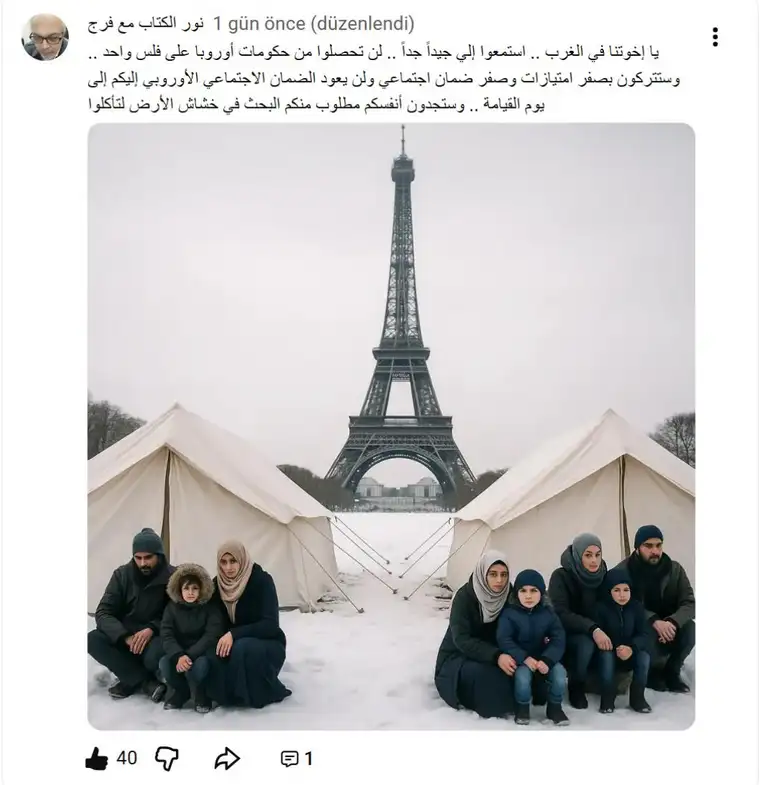 نور الكتاب مع فرج 1 gün önce (düzenlendi)
يا إخوتنا في الغرب .. استمعوا إلي جيداً جداً .. لن تحصلوا من حكومات أوروبا على فلس واحد ..
وستتركون بصفر امتيازات وصفر ضمان اجتماعي ولن يعود الضمان الاجتماعي الأوروبي إليكم إلى
يوم القيامة .. وستجدون أنفسكم مطلوب منكم البحث في خشاش الأرض لتأكلوا
40
1